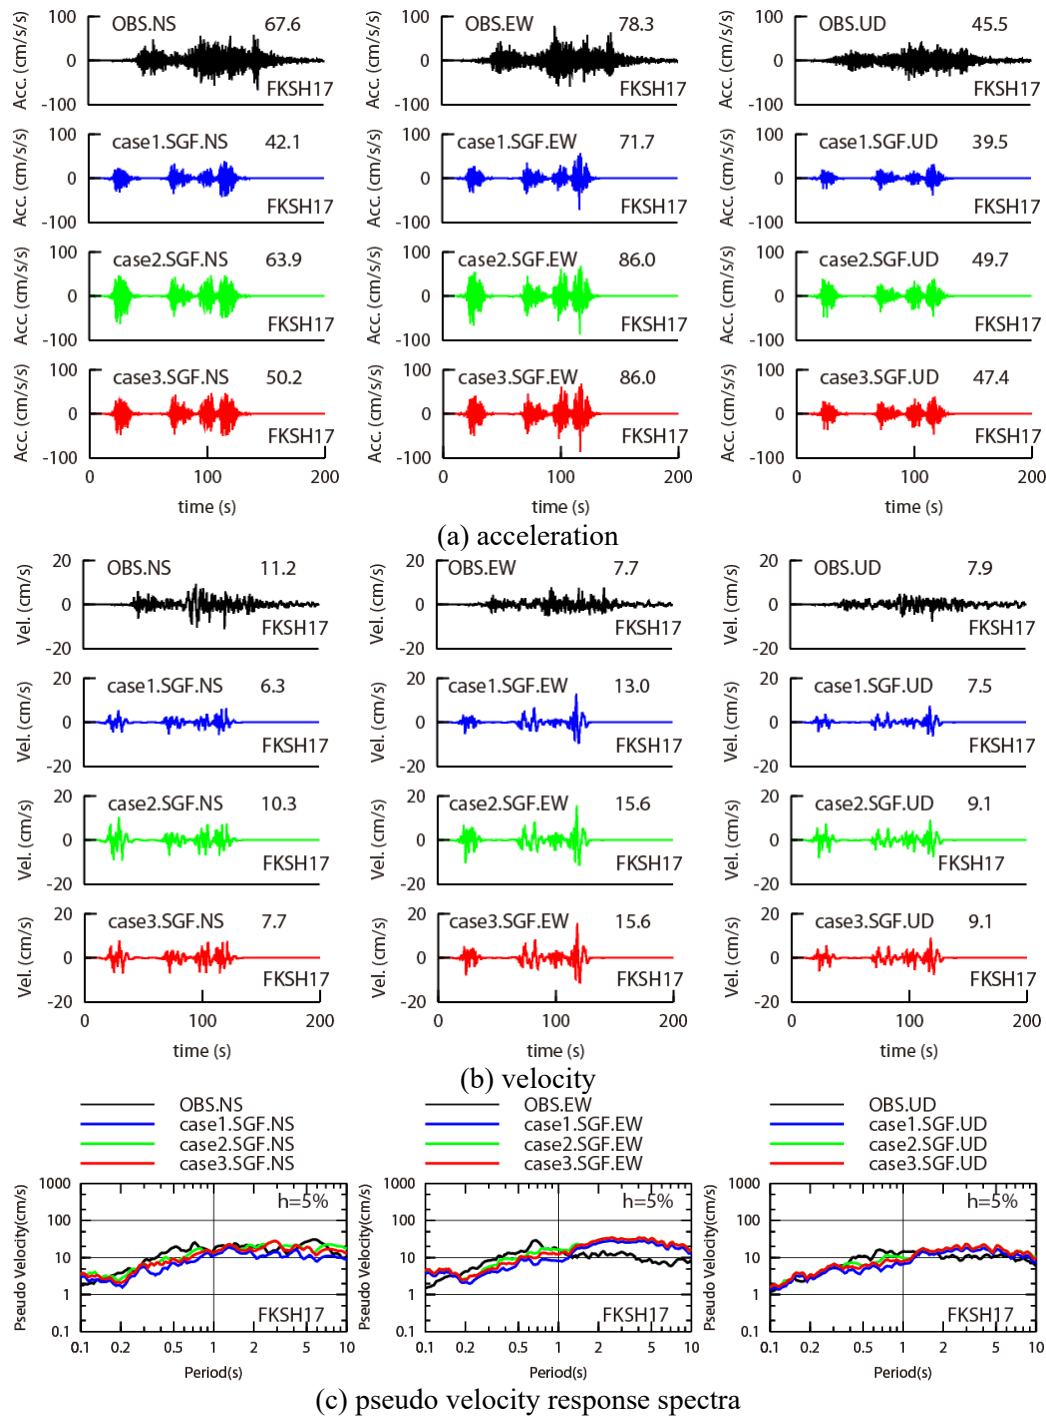 OBS.NS 67.6 OBS.EW 78.3 OBS.UD 45.5
100 100 100
Acc. (cm/s/s) 0 Acc. (cm/s/s) 0 Acc. (cm/s/s) 0
-100 FKSH17 -100 FKSH17 -100 FKSH17
case1.SGF.NS 42.1 case1.SGF.EW 71.7 case1.SGF.UD 39.5
100 100 100
Acc. (cm/s/s) 0 Acc. (cm/s/s) 0 Acc. (cm/s/s) 0
-100 FKSH17 -100 FKSH17 -100 FKSH17
case2.SGF.NS 63.9 case2.SGF.EW 86.0 case2.SGF.UD 49.7
100 100 100
Acc. (cm/s/s) 0 Acc. (cm/s/s) 0 Acc. (cm/s/s) 0
-100 FKSH17 -100 FKSH17 -100 FKSH17
case3.SGF.NS 50.2 case3.SGF.EW 86.0 case3.SGF.UD 47.4
100 100 100
Acc. (cm/s/s) 0 Acc. (cm/s/s) 0 Acc. (cm/s/s) 0
-100 FKSH17 -100 FKSH17 -100 FKSH17
0 100 200 0 100 200 0 100 200
time (s) time (s) time (s)
(a) acceleration
20 20 20
OBS.NS 11.2 OBS.EW 7.7 OBS.UD 7.9
Vel. (cm/s) 0 Vel. (cm/s) 0 Vel. (cm/s) 0
-20 FKSH17 -20 FKSH17 -20 FKSH17
20 20 20
case1.SGF.NS 6.3 case1.SGF.EW 13.0 case1.SGF.UD 7.5
Vel. (cm/s) 0 Vel. (cm/s) 0 Vel. (cm/s) 0
-20 FKSH17 -20 FKSH17 -20 FKSH17
20 20 20
case2.SGF.NS 10.3 case2.SGF.EW 15.6 case2.SGF.UD 9.1
Vel. (cm/s) 0 Vel. (cm/s) 0 Vel. (cm/s) 0
-20 FKSH17 -20 FKSH17 -20 FKSH17
20 20 20
case3.SGF.NS 7.7 case3.SGF.EW 15.6 case3.SGF.UD 9.1
Vel. (cm/s) 0 Vel. (cm/s) 0 Vel. (cm/s) 0
-20 FKSH17 -20 FKSH17 -20 FKSH17
0 100 200 0 100 200 0 100 200
time (s) time (s) time (s)
(b) velocity
OBS.NS OBS.EW OBS.UD
case1.SGF.NS case1.SGF.EW case1.SGF.UD
case2.SGF.NS case2.SGF.EW case2.SGF.UD
case3.SGF.NS case3.SGF.EW case3.SGF.UD
1000 h=5% 1000 h=5% 1000 h=5%
100 100 100
Pseudo Velocity(cm/s) 10 Pseudo Velocity(cm/s) 10 Pseudo Velocity(cm/s) 10
1 1 1
0.1 FKSH17 0.1 FKSH17 0.1 FKSH17
0.1 0.2 0.5 1 2 5 10 0.1 0.2 0.5 1 2 5 10 0.1 0.2 0.5 1 2 5 10
Period(s) Period(s) Period(s)
(c) pseudo velocity response spectra